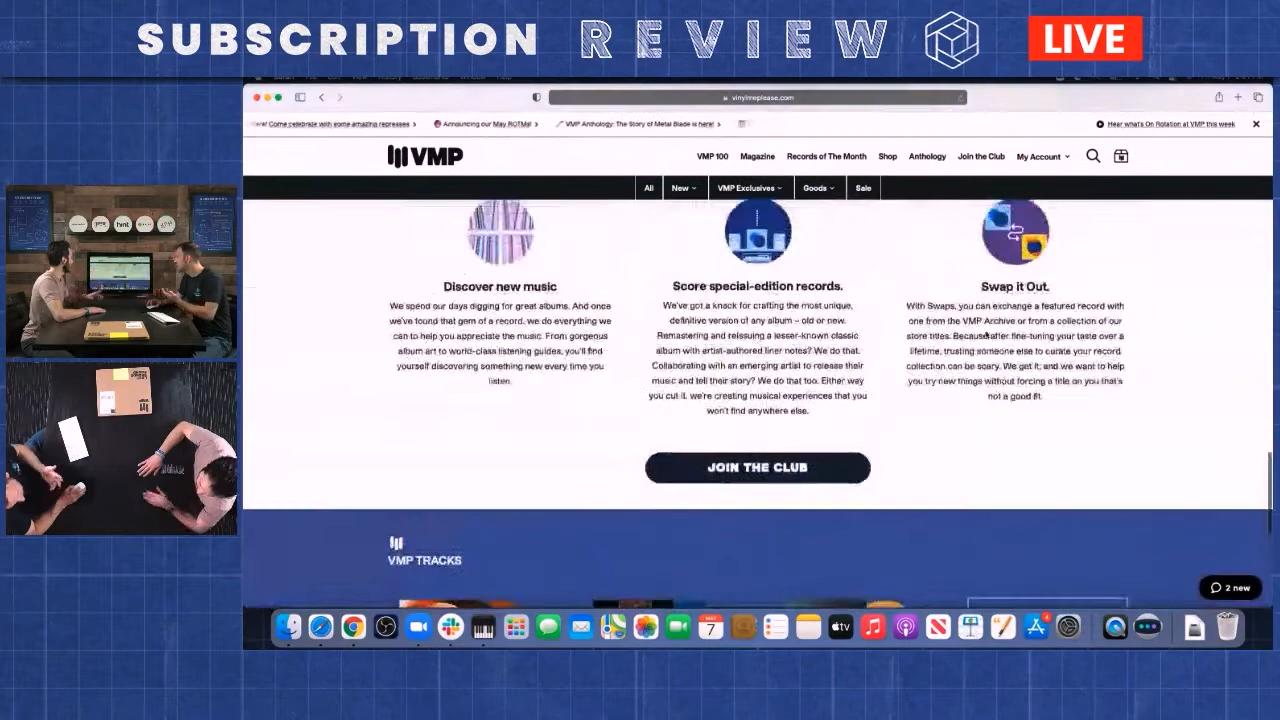 SUBSCRIPTION REVIEW LIVE
vinylmeplease.com
Come celebrate with some amazing represses >
Announcing our May ROTMs! >
VMP Anthology: The Story of Metal Blade is here! >
Hear what's On Rotation at VMP this week
VMP
VMP 100
Magazine
Records of The Month
Shop
Anthology
Join the Club
My Account
All
New
VMP Exclusives
Goods
Sale
Discover new music
We spend our days digging for great albums. And once
we've found that gem of a record, we do everything we
can to help you appreciate the music. From gorgeous
album art to world-class listening guides, you'll find
yourself discovering something new every time you
listen.
Score special-edition records.
We've got a knack for crafting the most unique,
definitive version of any album – old or new.
Remastering and reissuing a lesser-known classic
album with artist-authored liner notes? We do that.
Collaborating with an emerging artist to release their
music and tell their story? We do that too. Either way
you cut it, we're creating musical experiences that you
won't find anywhere else.
Swap it Out.
With Swaps, you can exchange a featured record with
one from the VMP Archive or from a collection of our
store titles. Because after fine-tuning your taste over a
lifetime, trusting someone else to curate your record
collection can be scary. We get it, and we want to help
you try new things without forcing a title on you that's
not a good fit.
JOIN THE CLUB
VMP TRACKS
2 new
7
tv
hint